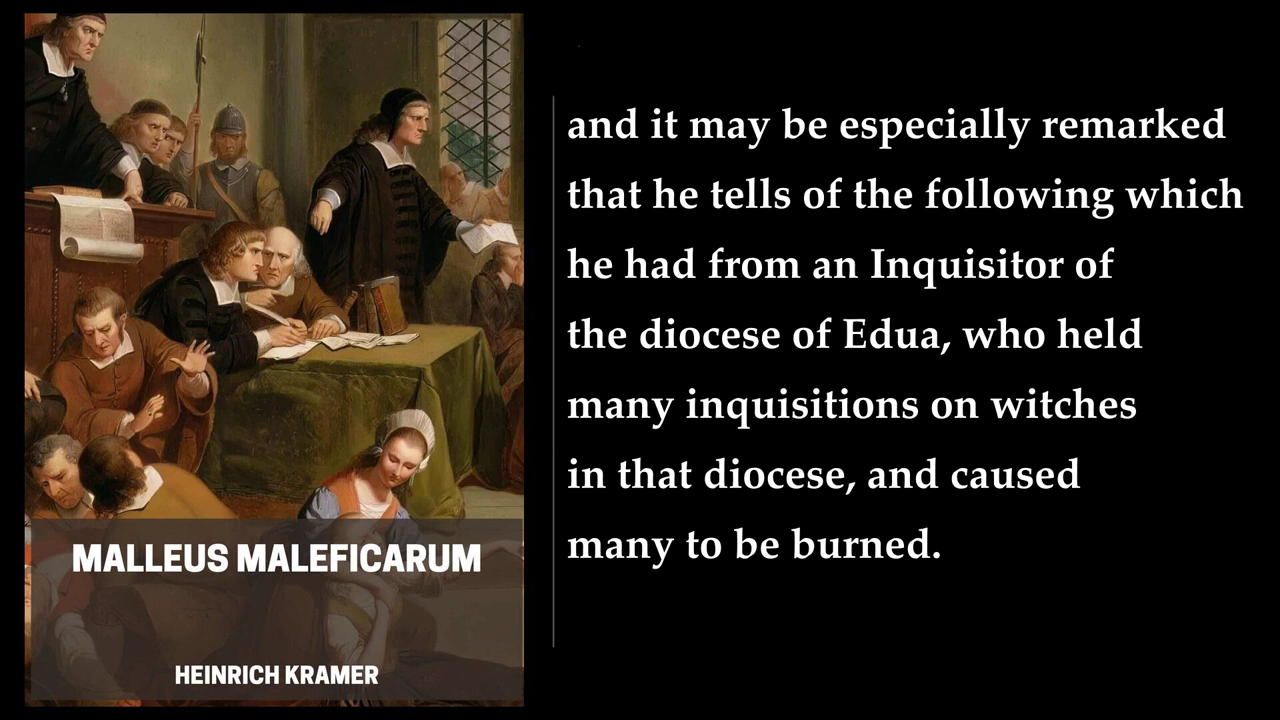 MALLEUS MALEFICARUM
HEINRICH KRAMER
and it may be especially remarked
that he tells of the following which
he had from an Inquisitor of
the diocese of Edua, who held
many inquisitions on witches
in that diocese, and caused
many to be burned.